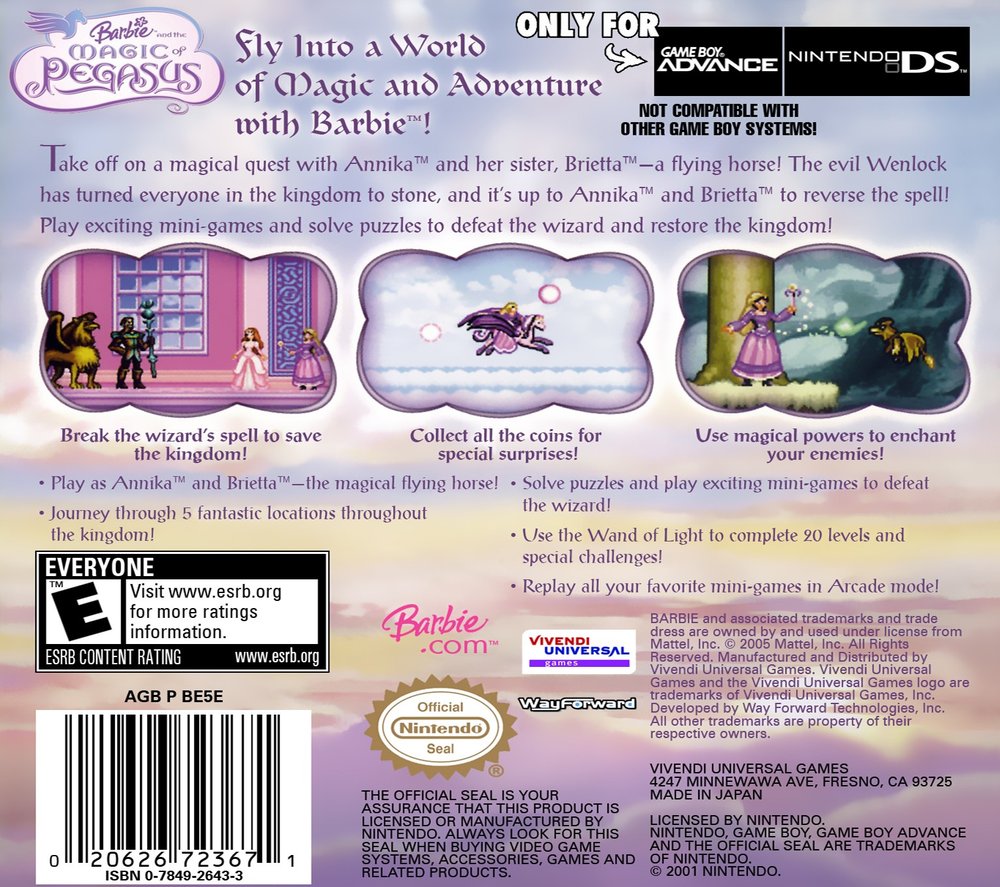 Barbie™ and the
MAGIC of
PEGASUS
Fly Into a World
of Magic and Adventure
with Barbie™!
ONLY FOR
GAME BOY ADVANCE
NINTENDO DS™
NOT COMPATIBLE WITH
OTHER GAME BOY SYSTEMS!
Take off on a magical quest with Annika™ and her sister, Brietta™—a flying horse! The evil Wenlock
has turned everyone in the kingdom to stone, and it's up to Annika™ and Brietta™ to reverse the spell!
Play exciting mini-games and solve puzzles to defeat the wizard and restore the kingdom!
Break the wizard's spell to save
the kingdom!
Collect all the coins for
special surprises!
Use magical powers to enchant
your enemies!
• Play as Annika™ and Brietta™—the magical flying horse!
• Journey through 5 fantastic locations throughout
the kingdom!
• Solve puzzles and play exciting mini-games to defeat
the wizard!
• Use the Wand of Light to complete 20 levels and
special challenges!
• Replay all your favorite mini-games in Arcade mode!
EVERYONE
™
E
Visit www.esrb.org
for more ratings
information.
ESRB CONTENT RATING www.esrb.org
AGB P BE5E
0 20626 72367 1
ISBN 0-7849-2643-3
Barbie
.com™
VIVENDI
UNIVERSAL
games
WayForward
Official
Nintendo
Seal
®
THE OFFICIAL SEAL IS YOUR
ASSURANCE THAT THIS PRODUCT IS
LICENSED OR MANUFACTURED BY
NINTENDO. ALWAYS LOOK FOR THIS
SEAL WHEN BUYING VIDEO GAME
SYSTEMS, ACCESSORIES, GAMES AND
RELATED PRODUCTS.
BARBIE and associated trademarks and trade
dress are owned by and used under license from
Mattel, Inc. © 2005 Mattel, Inc. All Rights
Reserved. Manufactured and Distributed by
Vivendi Universal Games. Vivendi Universal
Games and the Vivendi Universal Games logo are
trademarks of Vivendi Universal Games, Inc.
Developed by Way Forward Technologies, Inc.
All other trademarks are property of their
respective owners.
VIVENDI UNIVERSAL GAMES
4247 MINNEWAWA AVE, FRESNO, CA 93725
MADE IN JAPAN
LICENSED BY NINTENDO.
NINTENDO, GAME BOY, GAME BOY ADVANCE
AND THE OFFICIAL SEAL ARE TRADEMARKS
OF NINTENDO.
© 2001 NINTENDO.